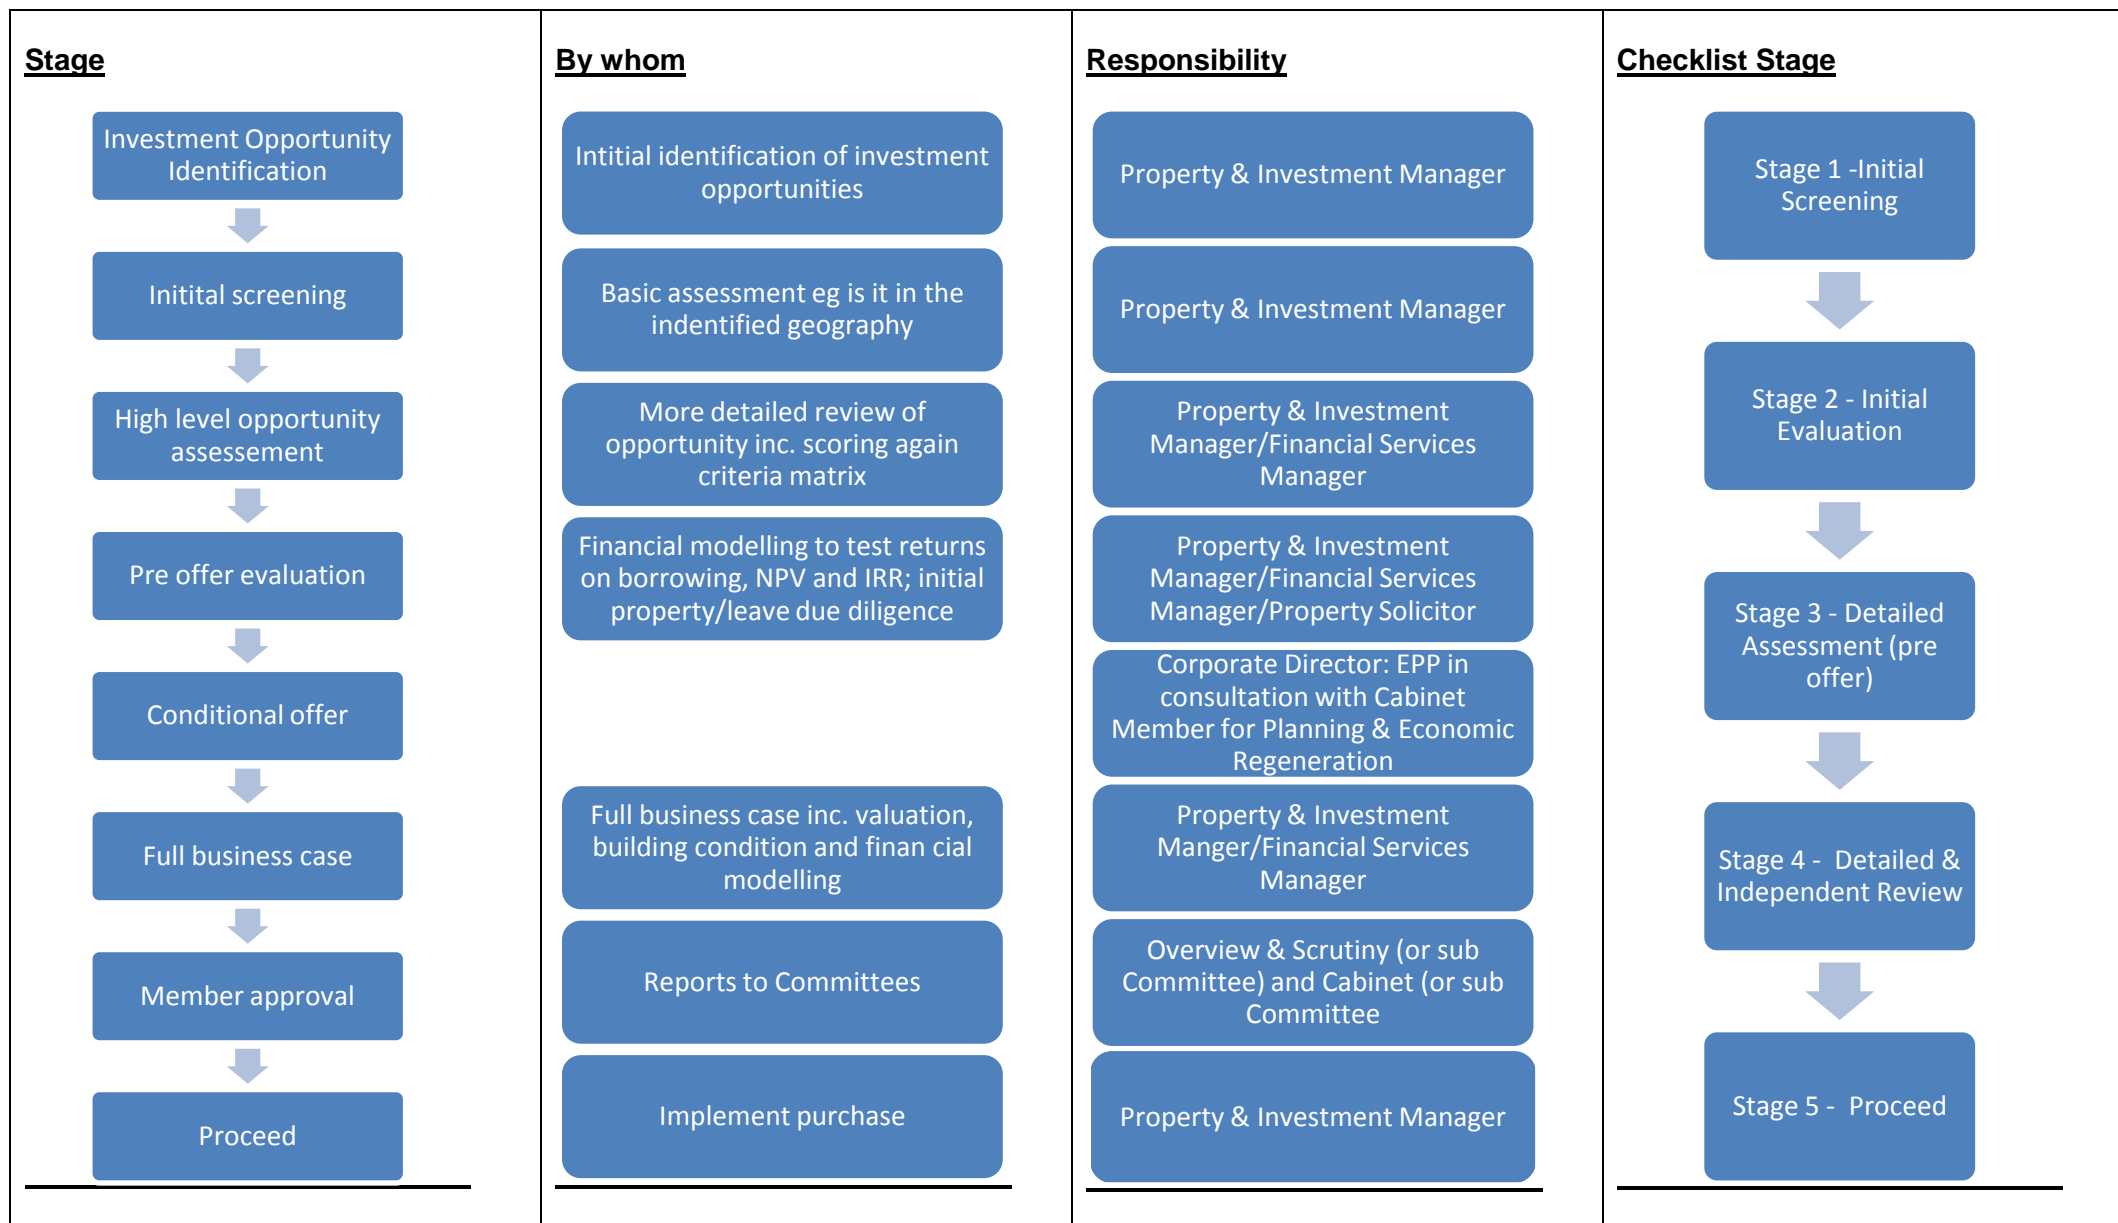 Stage
Investment Opportunity
Identification
Initital screening
High level opportunity
assessement
Pre offer evaluation
Conditional offer
Full business case
Member approval
Proceed
By whom
Intitial identification of investment
opportunities
Basic assessment eg is it in the
indentified geography
More detailed review of
opportunity inc. scoring again
criteria matrix
Financial modelling to test returns
on borrowing, NPV and IRR; initial
property/leave due diligence
Full business case inc. valuation,
building condition and finan cial
modelling
Reports to Committees
Implement purchase
Responsibility
Property & Investment Manager
Property & Investment Manager
Property & Investment
Manager/Financial Services
Manager
Property & Investment
Manager/Financial Services
Manager/Property Solicitor
Corporate Director: EPP in
consultation with Cabinet
Member for Planning & Economic
Regeneration
Property & Investment
Manger/Financial Services
Manager
Overview & Scrutiny (or sub
Committee) and Cabinet (or sub
Committee
Property & Investment Manager
Checklist Stage
Stage 1 -Initial
Screening
Stage 2 - Initial
Evaluation
Stage 3 - Detailed
Assessment (pre
offer)
Stage 4 -  Detailed &
Independent Review
Stage 5 -  Proceed